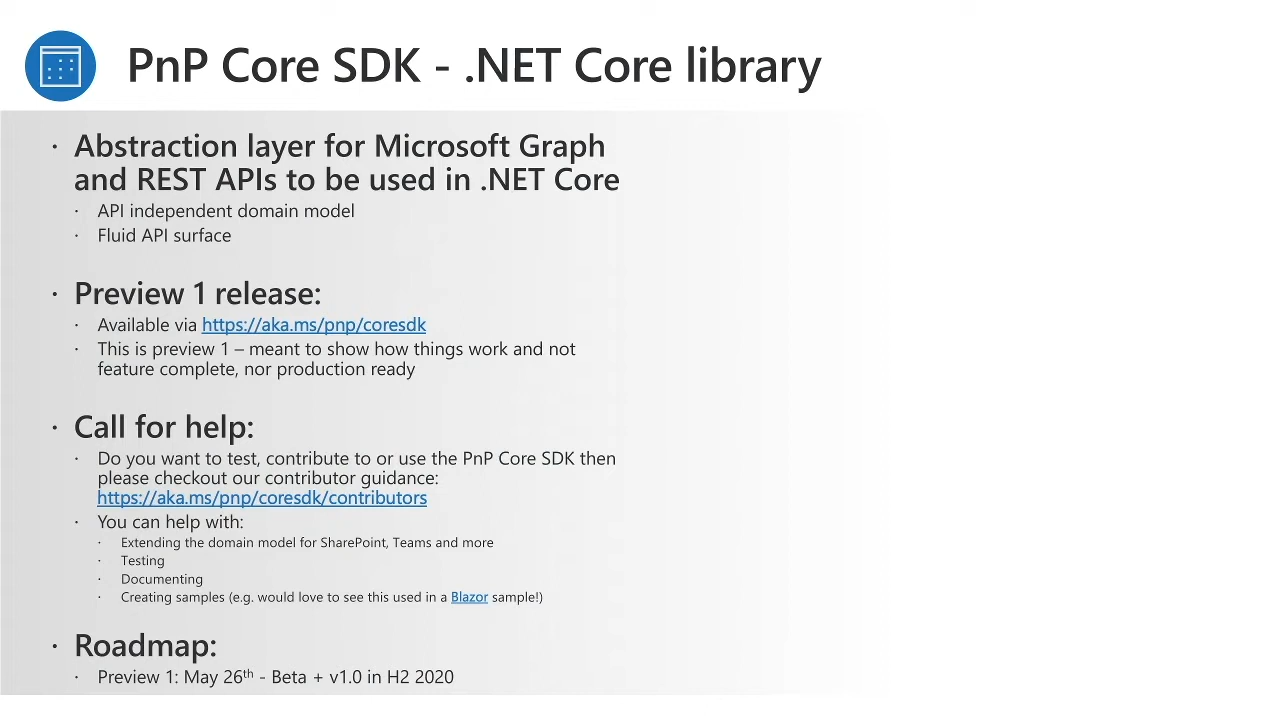 PnP Core SDK - .NET Core library
· Abstraction layer for Microsoft Graph
and REST APIs to be used in .NET Core
· API independent domain model
· Fluid API surface
· Preview 1 release:
· Available via https://aka.ms/pnp/coresdk
· This is preview 1 – meant to show how things work and not
feature complete, nor production ready
· Call for help:
· Do you want to test, contribute to or use the PnP Core SDK then
please checkout our contributor guidance:
https://aka.ms/pnp/coresdk/contributors
· You can help with:
· Extending the domain model for SharePoint, Teams and more
· Testing
· Documenting
· Creating samples (e.g. would love to see this used in a Blazor sample!)
· Roadmap:
· Preview 1: May 26th - Beta + v1.0 in H2 2020